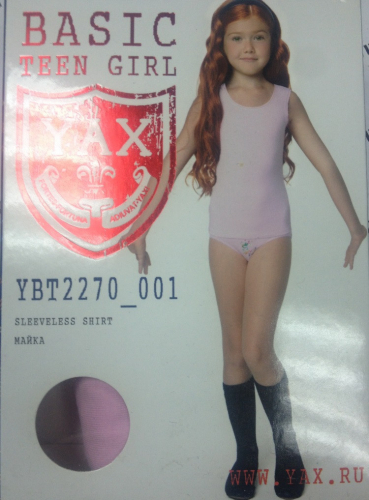 BASIC
TEEN GIRL
YAX
YBT2270_001
SLEEVELESS SHIRT
МАЙКА
WWW.YAX.RU